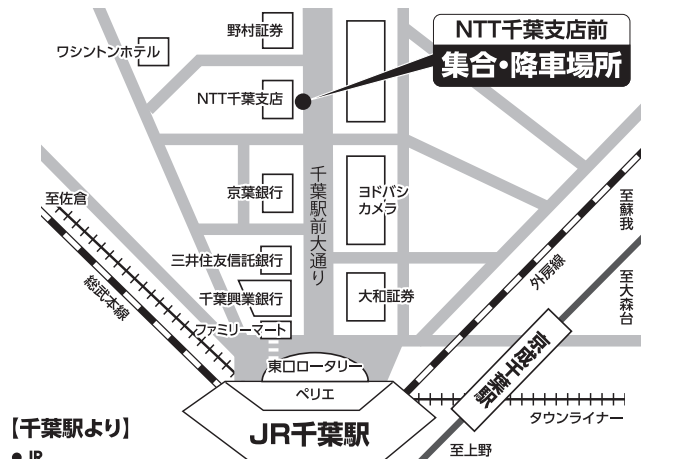 NTT千葉支店前
集合・降車場所
野村証券
ワシントンホテル
NTT千葉支店
千葉駅前大通り
京葉銀行
ヨドバシ
カメラ
至佐倉
至蘇我
三井住友信託銀行
外房線
至大森台
総武本線
千葉興業銀行
大和証券
ファミリーマート
京成千葉駅
東口ロータリー
ペリエ
タウンライナー
JR千葉駅
【千葉駅より】
至上野
● JR